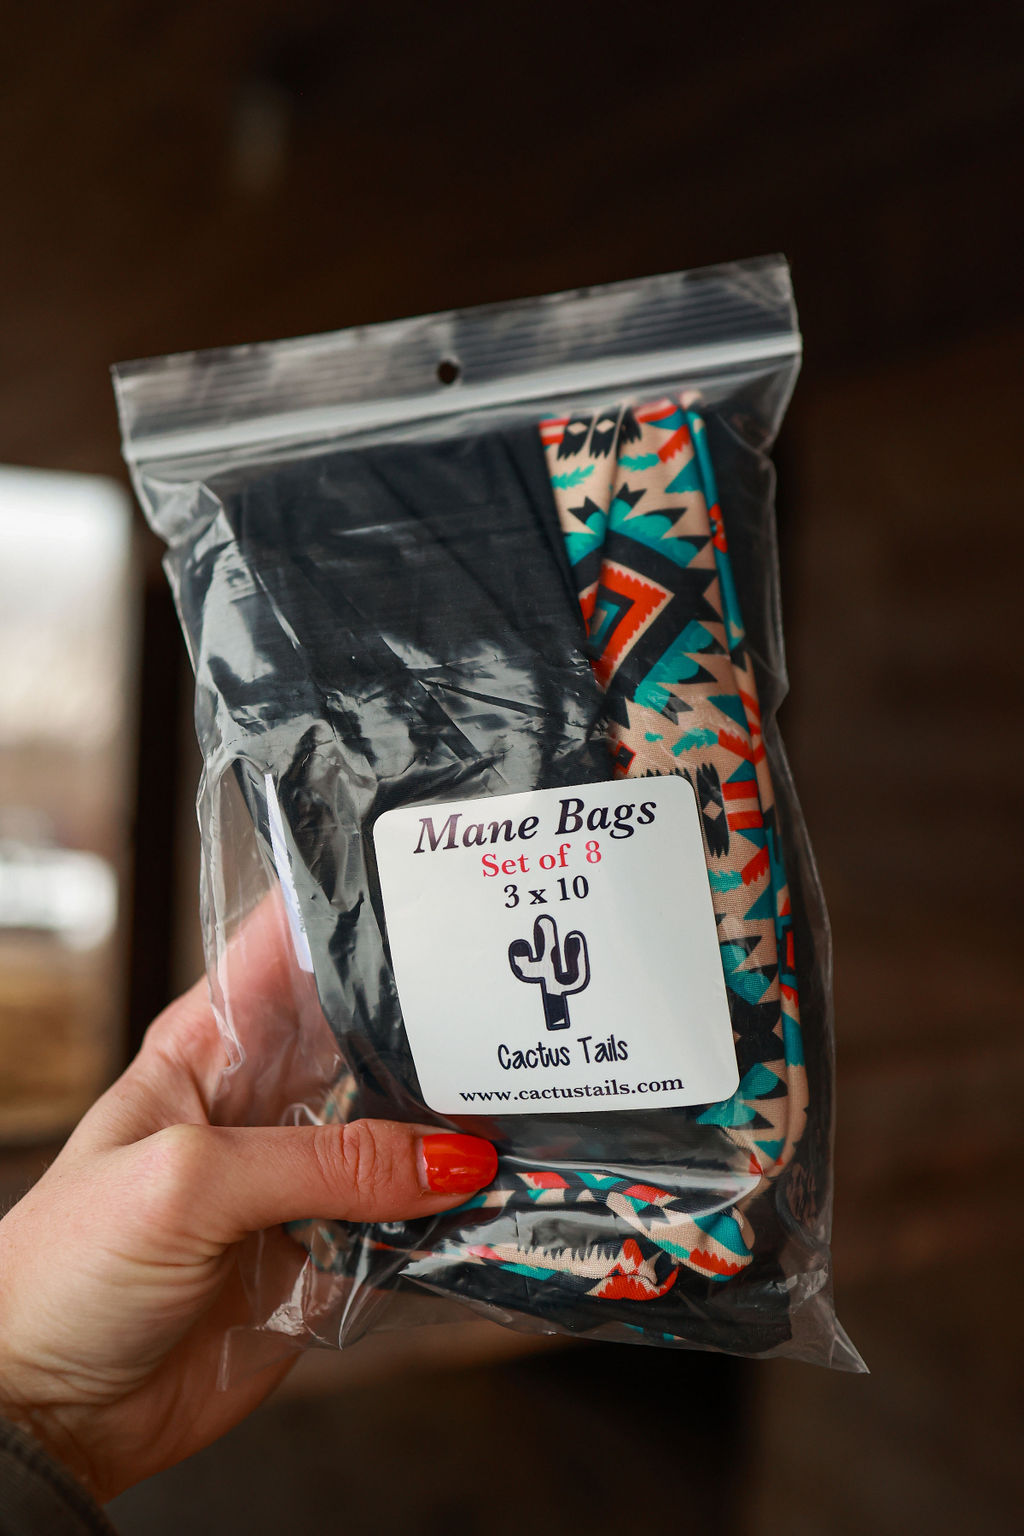 Mane Bags
Set of 8
3 x 10
Cactus Tails
www.cactustails.com